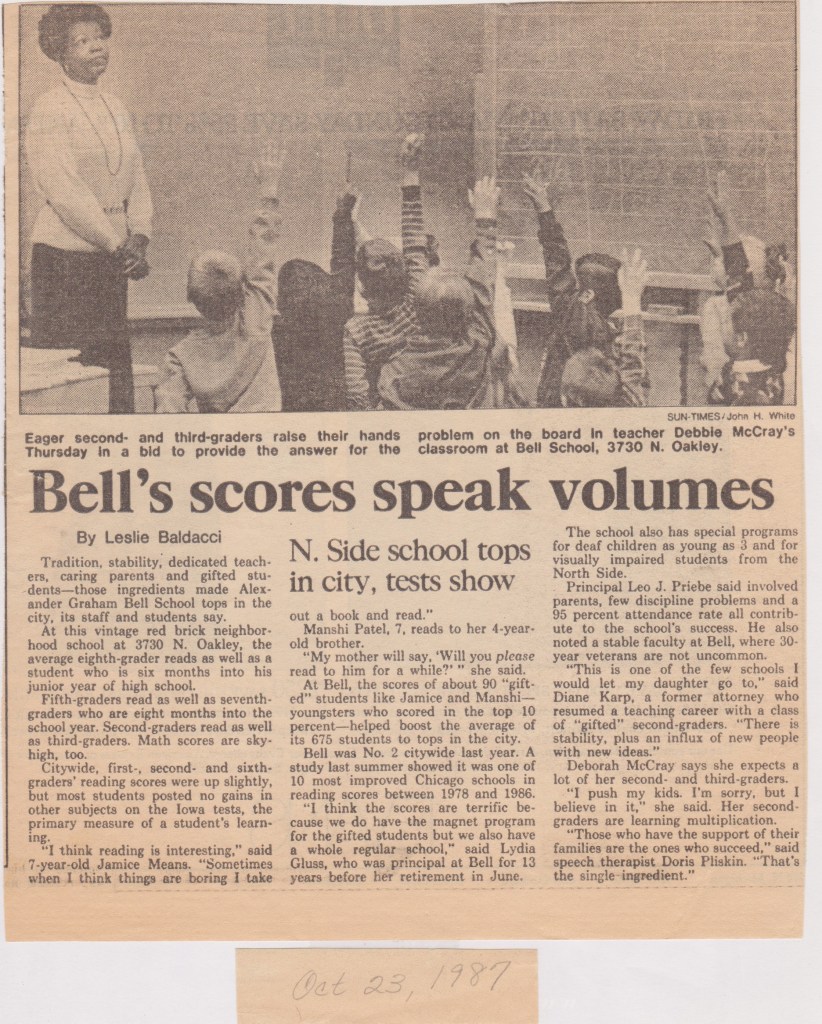 SUN-TIMES/John H. White
Eager second- and third-graders raise their hands
Thursday in a bid to provide the answer for the
problem on the board in teacher Debbie McCray's
classroom at Bell School, 3730 N. Oakley.
Bell's scores speak volumes
By Leslie Baldacci
Tradition, stability, dedicated teach-
ers, caring parents and gifted stu-
dents—those ingredients made Alex-
ander Graham Bell School tops in the
city, its staff and students say.
At this vintage red brick neighbor-
hood school at 3730 N. Oakley, the
average eighth-grader reads as well as a
student who is six months into his
junior year of high school.
Fifth-graders read as well as seventh-
graders who are eight months into the
school year. Second-graders read as well
as third-graders. Math scores are sky-
high, too.
Citywide, first-, second- and sixth-
graders' reading scores were up slightly,
but most students posted no gains in
other subjects on the Iowa tests, the
primary measure of a student's learn-
ing.
"I think reading is interesting," said
7-year-old Jamice Means. "Sometimes
when I think things are boring I take
N. Side school tops
in city, tests show
out a book and read."
Manshi Patel, 7, reads to her 4-year-
old brother.
"My mother will say, 'Will you please
read to him for a while?' " she said.
At Bell, the scores of about 90 "gift-
ed" students like Jamice and Manshi—
youngsters who scored in the top 10
percent—helped boost the average of
its 675 students to tops in the city.
Bell was No. 2 citywide last year. A
study last summer showed it was one of
10 most improved Chicago schools in
reading scores between 1978 and 1986.
"I think the scores are terrific be-
cause we do have the magnet program
for the gifted students but we also have
a whole regular school," said Lydia
Gluss, who was principal at Bell for 13
years before her retirement in June.
The school also has special programs
for deaf children as young as 3 and for
visually impaired students from the
North Side.
Principal Leo J. Priebe said involved
parents, few discipline problems and a
95 percent attendance rate all contrib-
ute to the school's success. He also
noted a stable faculty at Bell, where 30-
year veterans are not uncommon.
"This is one of the few schools I
would let my daughter go to," said
Diane Karp, a former attorney who
resumed a teaching career with a class
of "gifted" second-graders. "There is
stability, plus an influx of new people
with new ideas."
Deborah McCray says she expects a
lot of her second- and third-graders.
"I push my kids. I'm sorry, but I
believe in it," she said. Her second-
graders are learning multiplication.
"Those who have the support of their
families are the ones who succeed," said
speech therapist Doris Pliskin. "That's
the single ingredient."
Oct 23, 1987